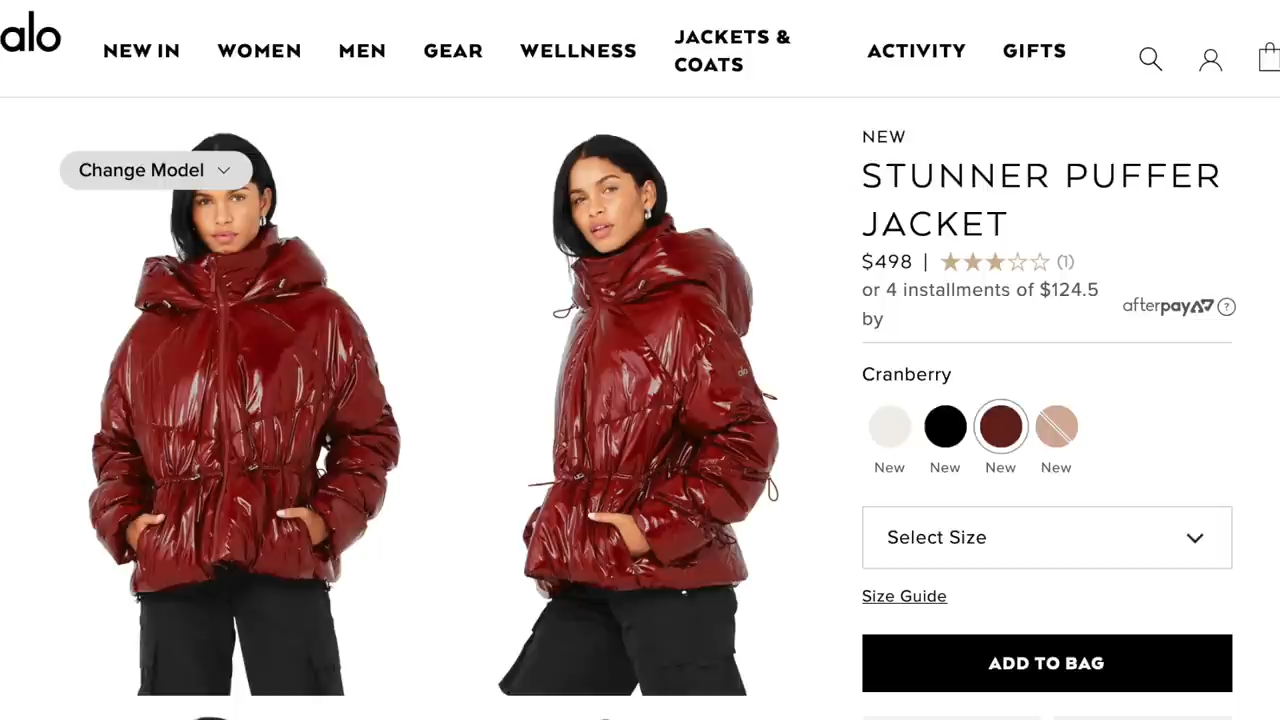 alo
NEW IN
WOMEN
MEN
GEAR
WELLNESS
JACKETS &
COATS
ACTIVITY
GIFTS
Change Model
alo
NEW
STUNNER PUFFER
JACKET
$498 | (1)
or 4 installments of $124.5
by
afterpay ?
Cranberry
New New New New
Select Size
Size Guide
ADD TO BAG